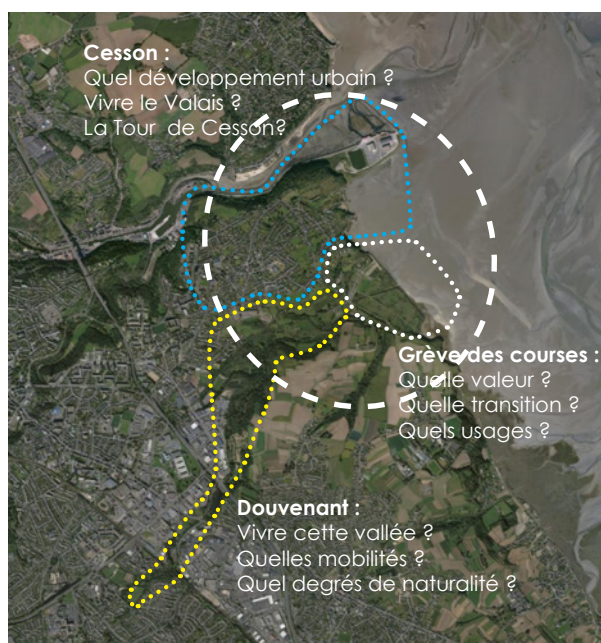 Cesson :
Quel développement urbain ?
Vivre le Valais ?
La Tour  de Cesson?
Grève des courses :
Quelle valeur ?
Quelle transition ?
Quels usages ?
Douvenant :
Vivre cette vallée ?
Quelles mobilités ?
Quel degrés de naturalité ?